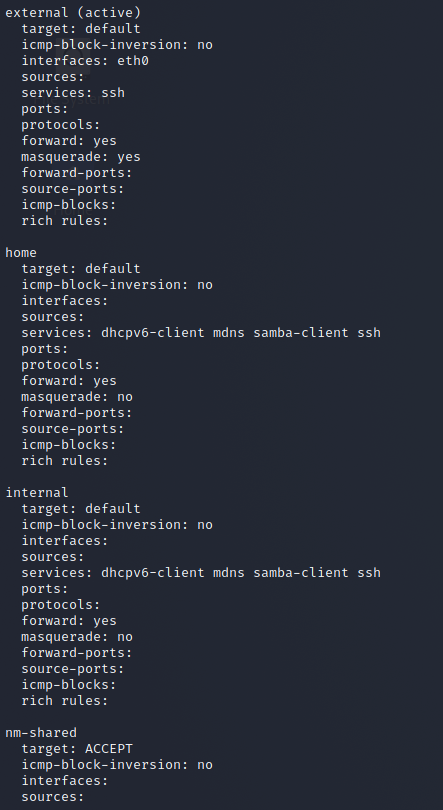 external (active)
  target: default
  icmp-block-inversion: no
  interfaces: eth0
  sources:
  services: ssh
  ports:
  protocols:
  forward: yes
  masquerade: yes
  forward-ports:
  source-ports:
  icmp-blocks:
  rich rules:

home
  target: default
  icmp-block-inversion: no
  interfaces:
  sources:
  services: dhcpv6-client mdns samba-client ssh
  ports:
  protocols:
  forward: yes
  masquerade: no
  forward-ports:
  source-ports:
  icmp-blocks:
  rich rules:

internal
  target: default
  icmp-block-inversion: no
  interfaces:
  sources:
  services: dhcpv6-client mdns samba-client ssh
  ports:
  protocols:
  forward: yes
  masquerade: no
  forward-ports:
  source-ports:
  icmp-blocks:
  rich rules:

nm-shared
  target: ACCEPT
  icmp-block-inversion: no
  interfaces:
  sources: